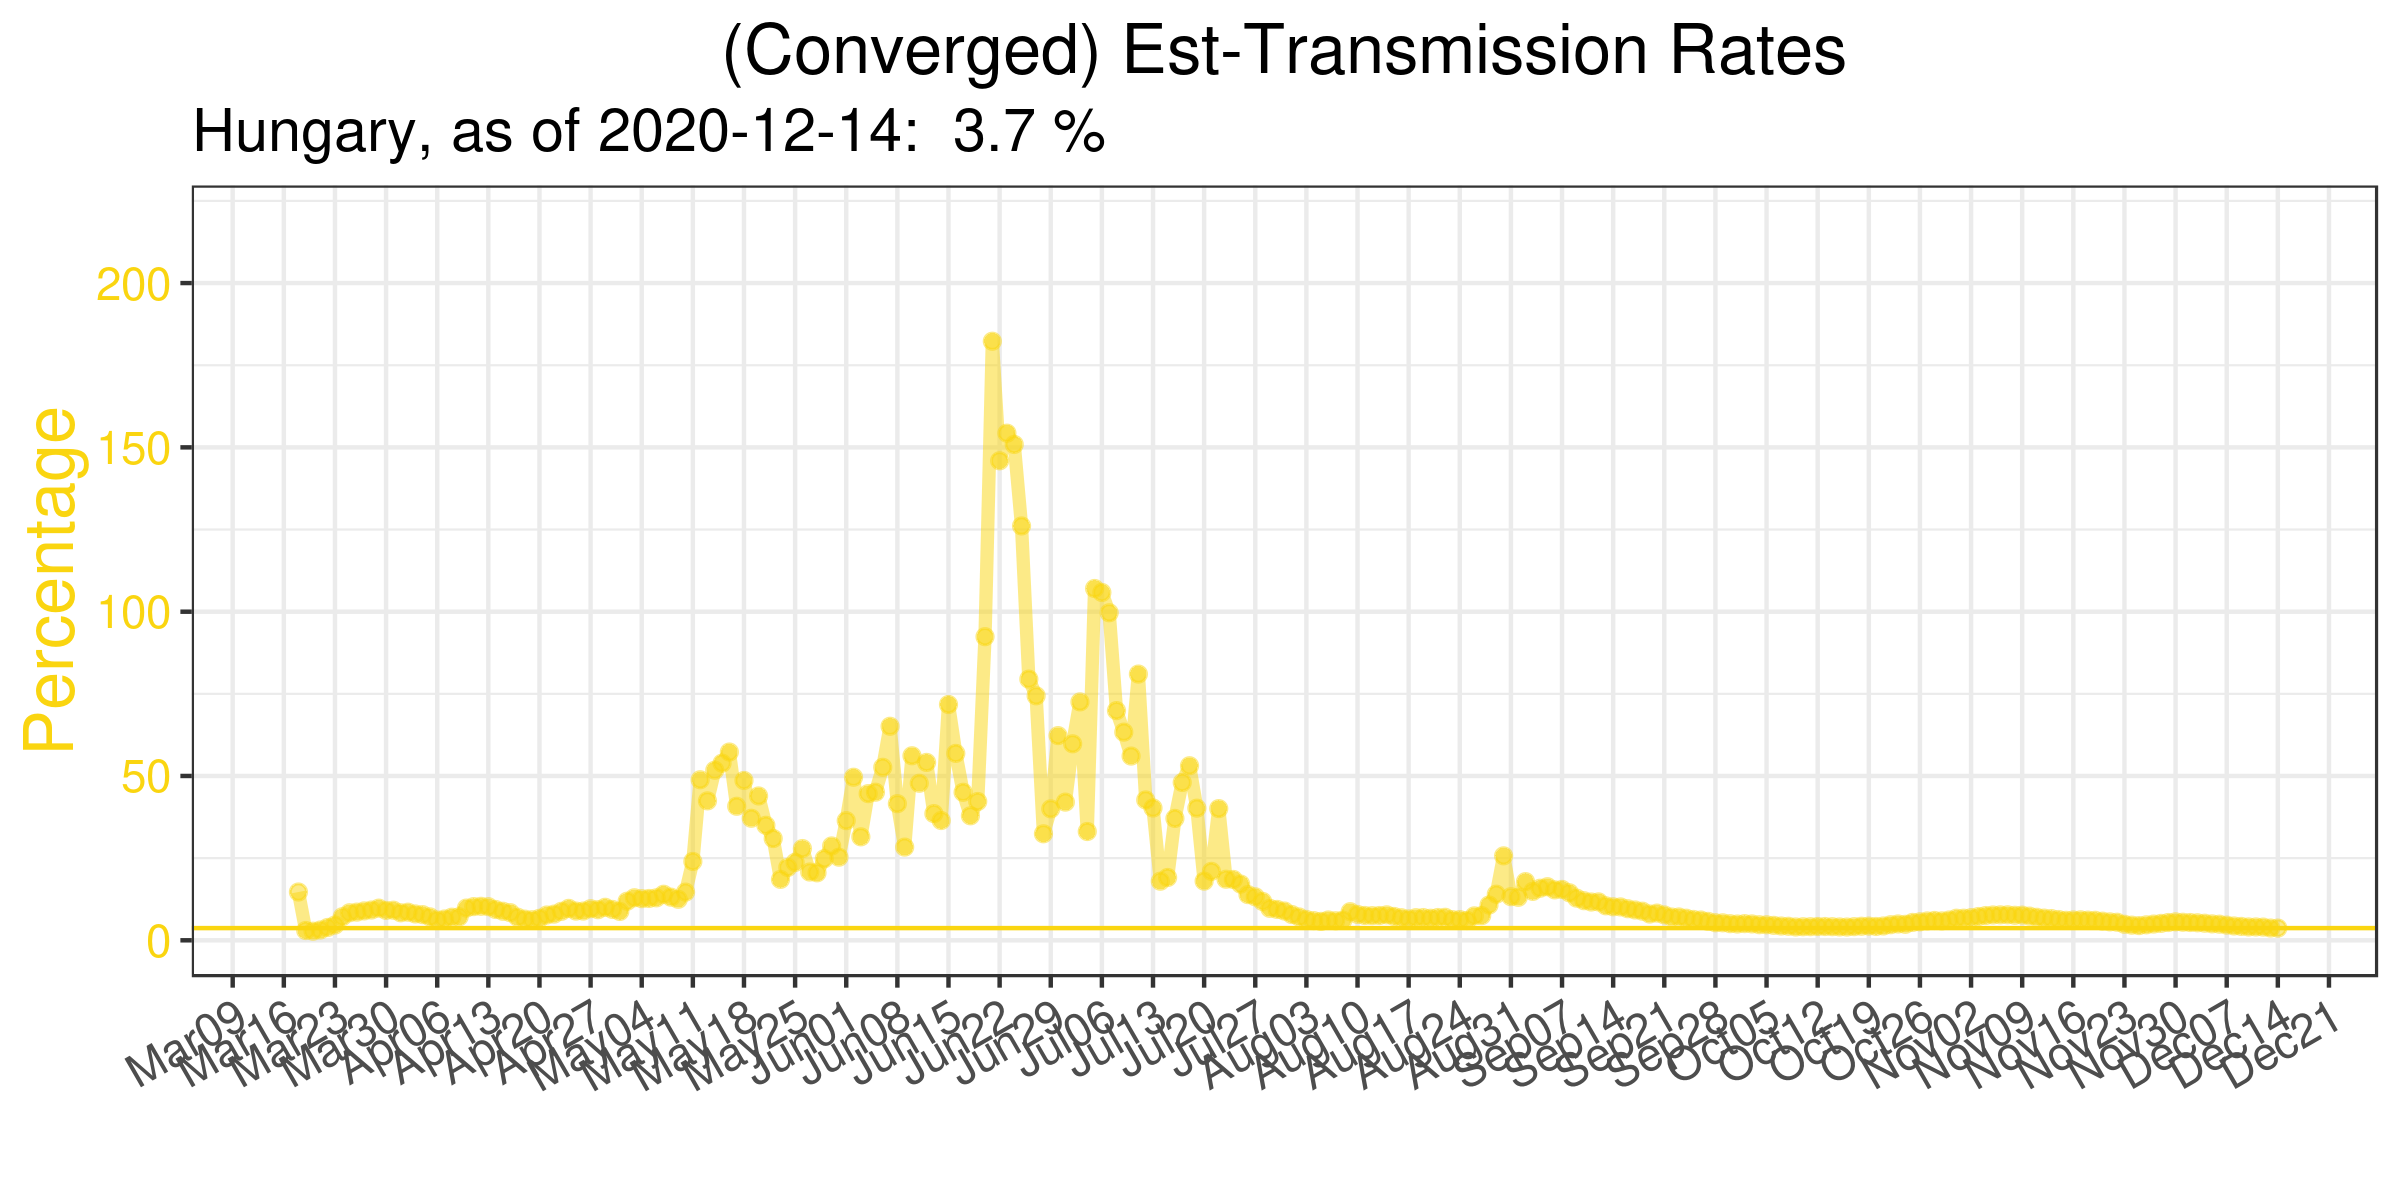 (Converged) Est-Transmission Rates
Hungary, as of 2020-12-14:  3.7 %
Percentage
200
150
100
50
0
Mar09
Mar16
Mar23
Mar30
Apr06
Apr13
Apr20
Apr27
May04
May11
May18
May25
Jun01
Jun08
Jun15
Jun22
Jun29
Jul06
Jul13
Jul20
Jul27
Aug03
Aug10
Aug17
Aug24
Aug31
Sep07
Sep14
Sep21
Sep28
Oct05
Oct12
Oct19
Oct26
Nov02
Nov09
Nov16
Nov23
Nov30
Dec07
Dec14
Dec21